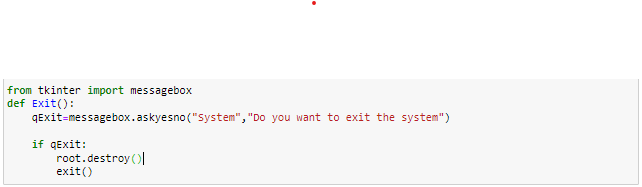 from tkinter import messagebox
def Exit():
    qExit=messagebox.askyesno("System","Do you want to exit the system")
    if qExit:
        root.destroy()
        exit()